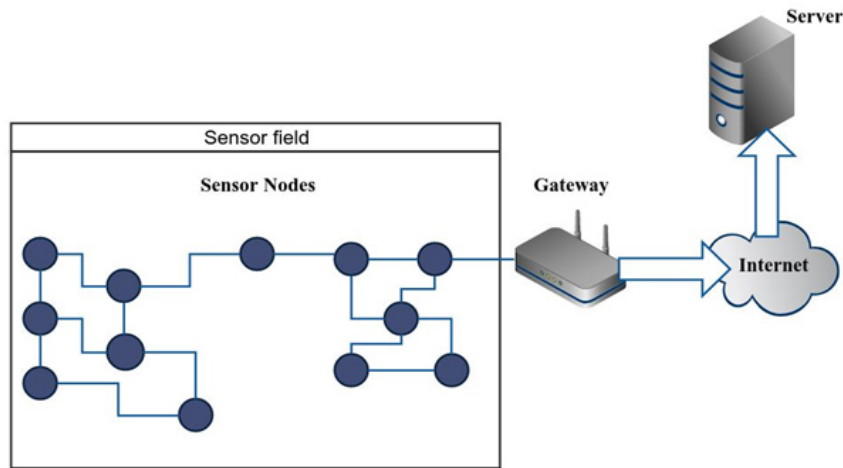 Server
Sensor field
Sensor Nodes
Gateway
Internet